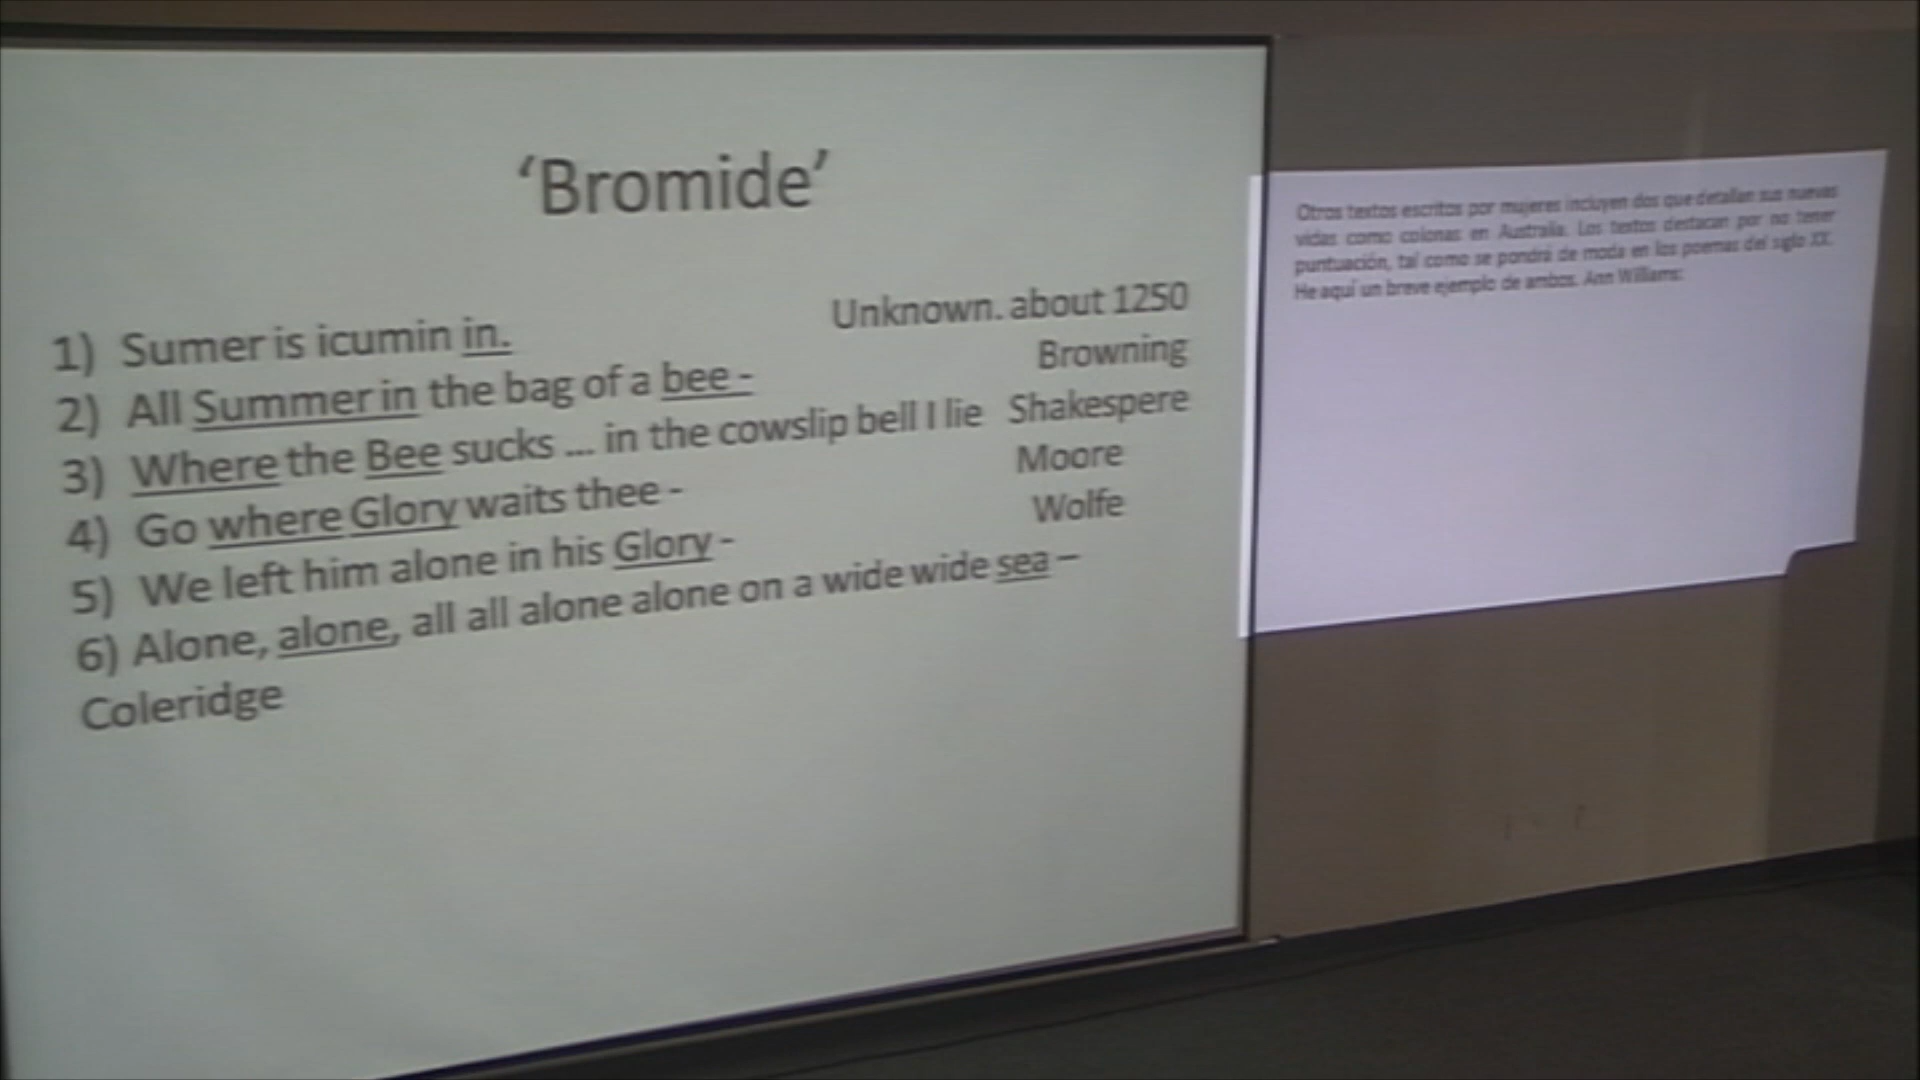 ‘Bromide’
1) Sumer is icumin in. Unknown. about 1250
2) All Summer in the bag of a bee - Browning
3) Where the Bee sucks ... in the cowslip bell I lie Shakespere
4) Go where Glory waits thee - Moore
5) We left him alone in his Glory - Wolfe
6) Alone, alone, all all alone alone on a wide wide sea –
Coleridge
Otros textos escritos por mujeres incluyen dos que detallan sus nuevas
vidas como colonas en Australia. Los textos destacan por no tener
puntuación, tal como se pondrá de moda en los poemas del siglo XX.
He aquí un breve ejemplo de ambos. Ann Williams: